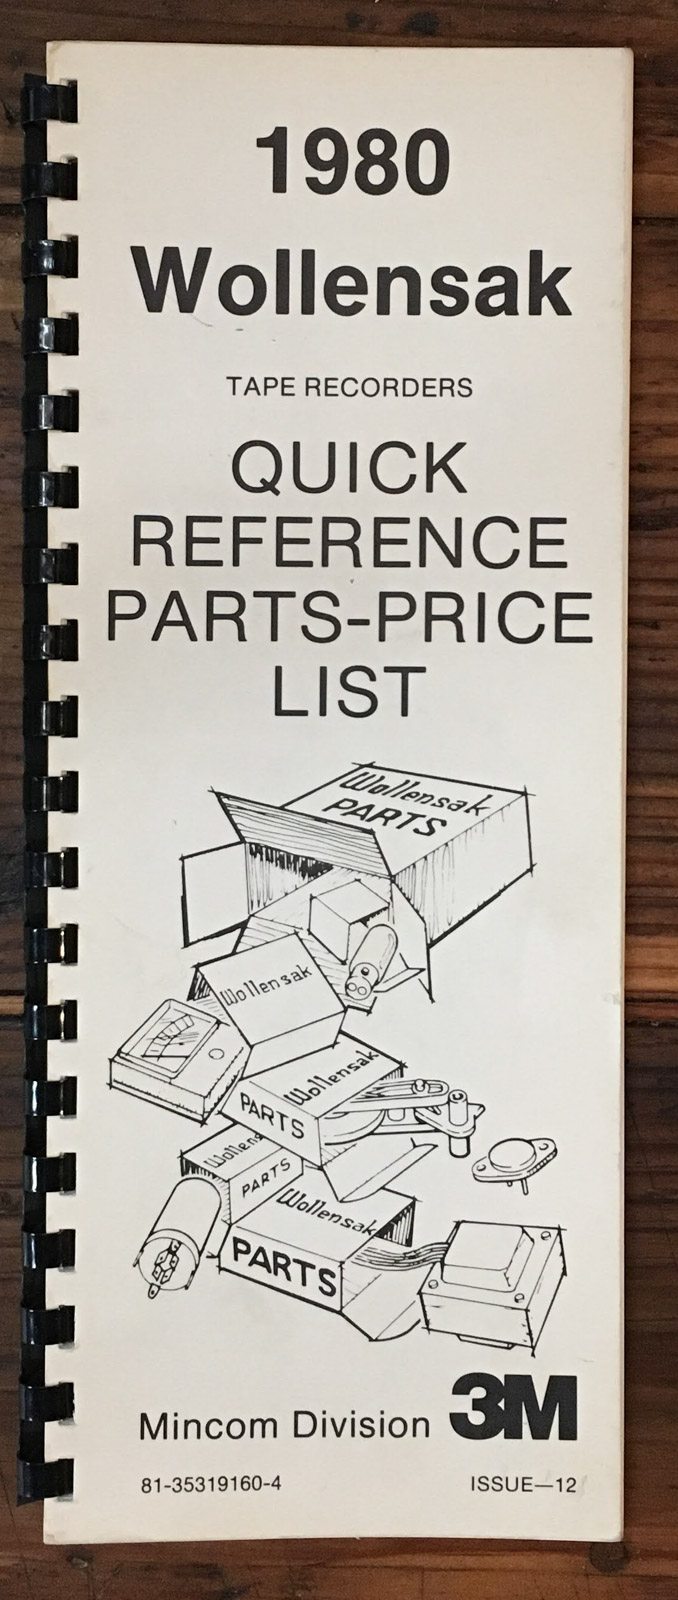 1980
Wollensak
TAPE RECORDERS
QUICK
REFERENCE
PARTS-PRICE
LIST
Wollensak
PARTS
Wollensak
Wollensak
PARTS
Wollens
PARTS
Wollensak
PARTS
Mincom Division 3M
81-35319160-4 ISSUE—12